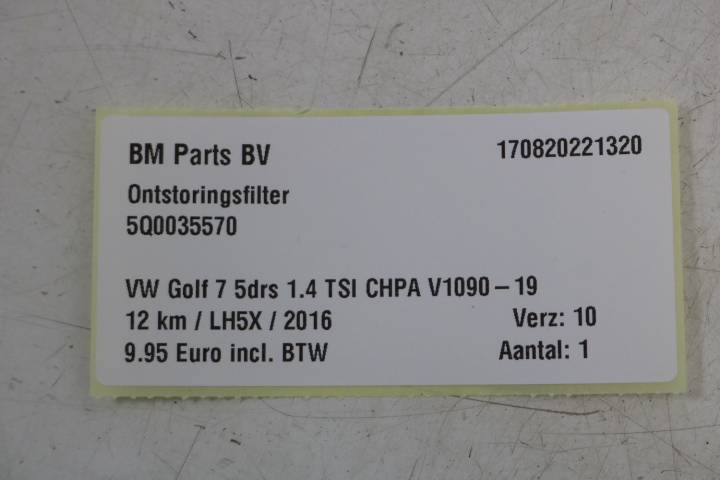 BM Parts BV 170820221320
Ontstoringsfilter
5Q0035570
VW Golf 7 5drs 1.4 TSI CHPA V1090 – 19
12 km / LH5X / 2016 Verz: 10
9.95 Euro incl. BTW Aantal: 1